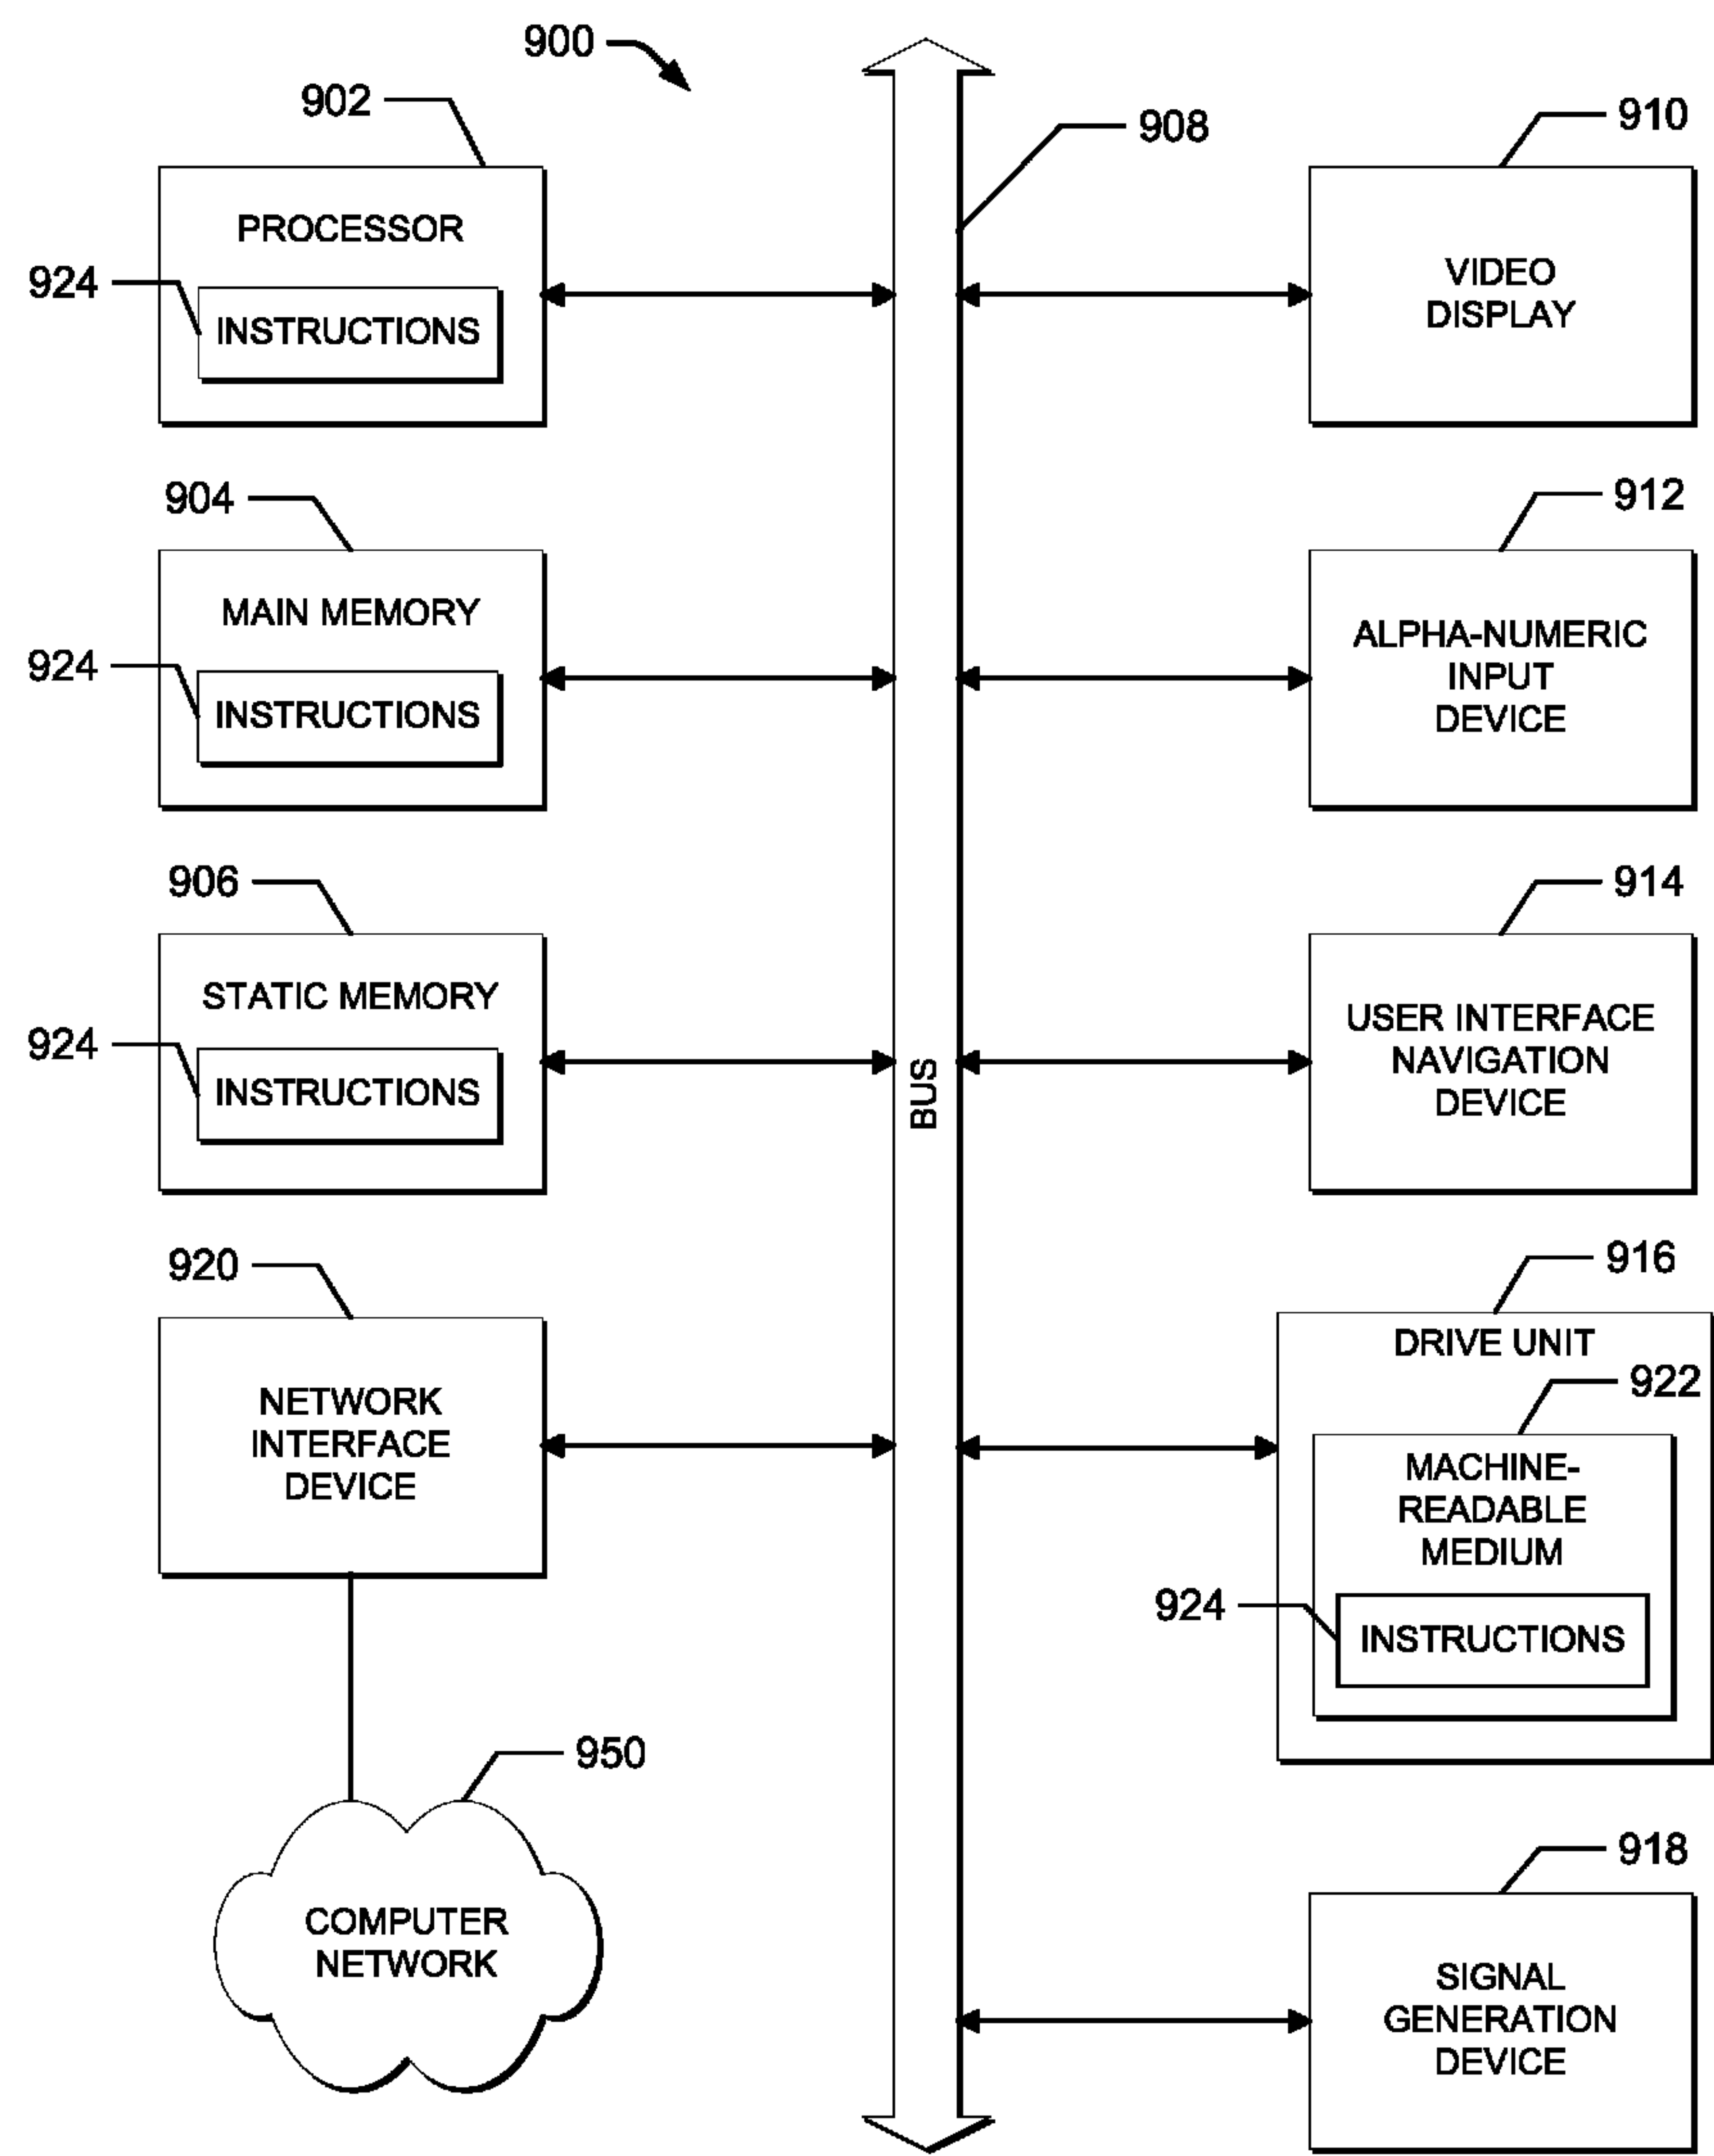 900
902
PROCESSOR
924
INSTRUCTIONS
904
MAIN MEMORY
924
INSTRUCTIONS
906
STATIC MEMORY
924
INSTRUCTIONS
920
NETWORK
INTERFACE
DEVICE
950
COMPUTER
NETWORK
908
BUS
910
VIDEO
DISPLAY
912
ALPHA-NUMERIC
INPUT
DEVICE
914
USER INTERFACE
NAVIGATION
DEVICE
916
DRIVE UNIT
922
MACHINE-
READABLE
MEDIUM
924
INSTRUCTIONS
918
SIGNAL
GENERATION
DEVICE